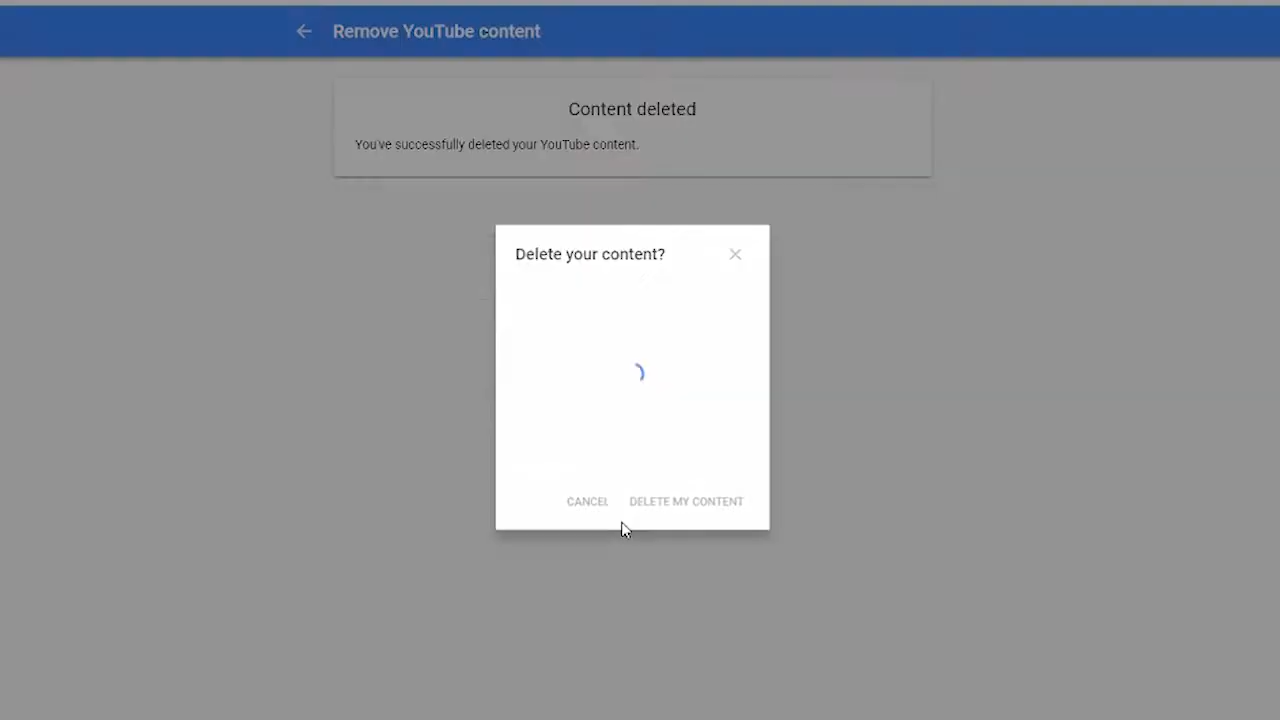 Remove YouTube content
Content deleted
You've successfully deleted your YouTube content.
Delete your content?
CANCEL DELETE MY CONTENT